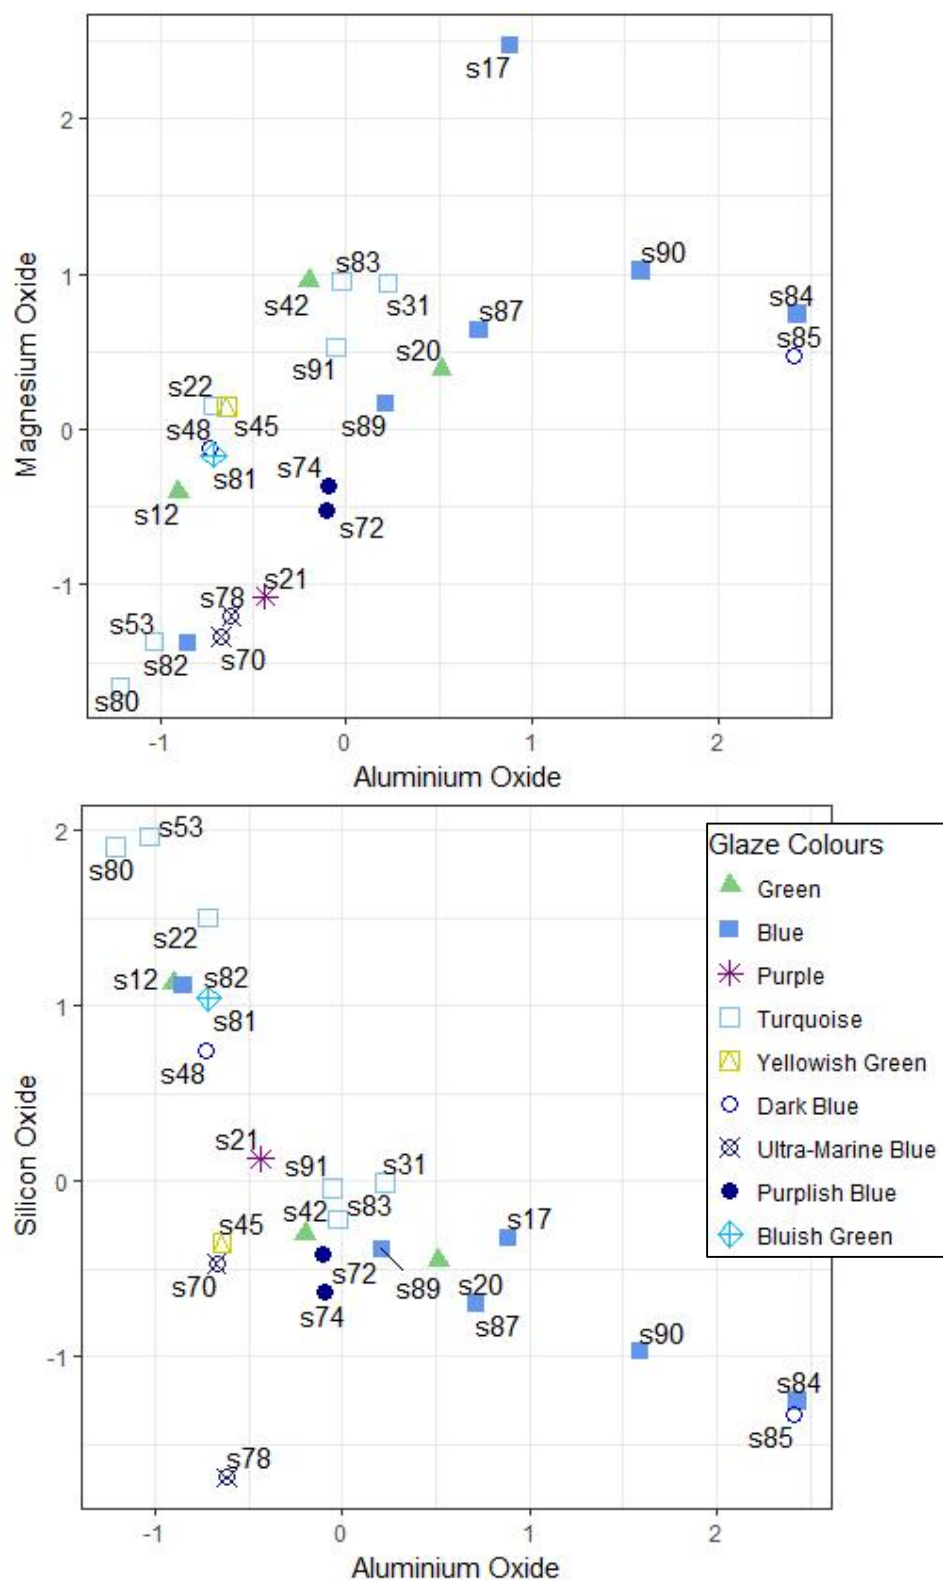 s17
2
s90
s83
1
s84
s42
s31
s87
s85
s20
s91
s22
s48
s45
s89
0
s74
s81
s12
s72
s21
-1
s78
s53
s82
s70
s80
-1
0
1
2
Magnesium Oxide
Aluminium Oxide
2
s53
s80
s22
s12
s82
1
s81
s48
s21
s91
s31
0
s42
s83
s45
s17
s70
s72
s89
s20
s74
s87
s90
-1
s84
s85
s78
-1
0
1
2
Silicon Oxide
Aluminium Oxide
Glaze Colours
Green
Blue
Purple
Turquoise
Yellowish Green
Dark Blue
Ultra-Marine Blue
Purplish Blue
Bluish Green